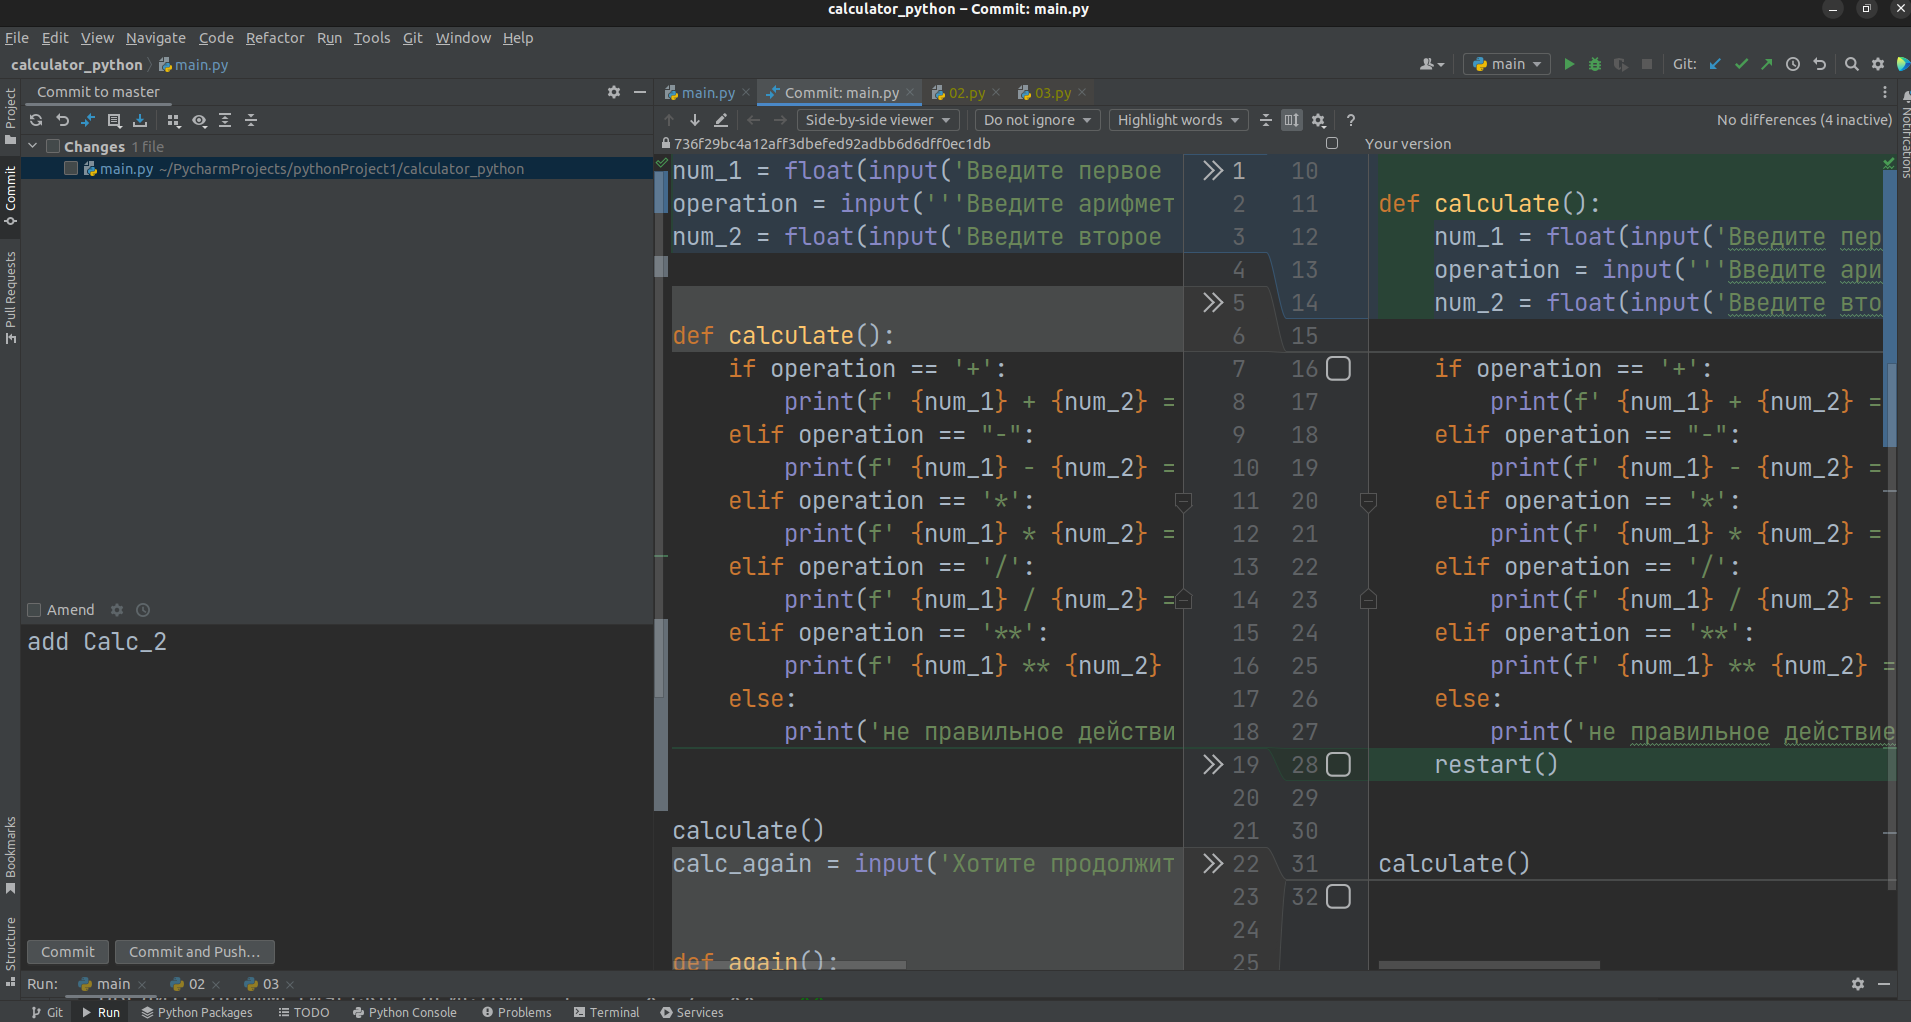 calculator_python – Commit: main.py
File Edit View Navigate Code Refactor Run Tools Git Window Help
calculator_python main.py
main Git:
Commit to master
main.py Commit: main.py 02.py 03.py
Side-by-side viewer Do not ignore Highlight words ? No differences (4 inactive)
Changes 1 file
main.py ~/PycharmProjects/pythonProject1/calculator_python
Amend
add Calc_2
Commit Commit and Push...
Project
Commit
Pull Requests
Bookmarks
Structure
Notifications
736f29bc4a12aff3dbefed92adbb6d6dff0ec1db
num_1 = float(input('Введите первое 1
operation = input('''Введите арифмет 2
num_2 = float(input('Введите второе 3
4
5
def calculate(): 6
if operation == '+': 7
print(f' {num_1} + {num_2} = 8
elif operation == "-": 9
print(f' {num_1} - {num_2} = 10
elif operation == '*': 11
print(f' {num_1} * {num_2} = 12
elif operation == '/': 13
print(f' {num_1} / {num_2} = 14
elif operation == '**': 15
print(f' {num_1} ** {num_2} 16
else: 17
print('не правильное действи 18
19
20
calculate() 21
calc_again = input('Хотите продолжит 22
23
24
def again(): 25
Your version
10
11 def calculate():
12 num_1 = float(input('Введите пер
13 operation = input('''Введите ари
14 num_2 = float(input('Введите вто
15
16 if operation == '+':
17 print(f' {num_1} + {num_2} =
18 elif operation == "-":
19 print(f' {num_1} - {num_2} =
20 elif operation == '*':
21 print(f' {num_1} * {num_2} =
22 elif operation == '/':
23 print(f' {num_1} / {num_2} =
24 elif operation == '**':
25 print(f' {num_1} ** {num_2} =
26 else:
27 print('не правильное действие
28 restart()
29
30
31 calculate()
32
Run: main 02 03
Git Run Python Packages TODO Python Console Problems Terminal Services